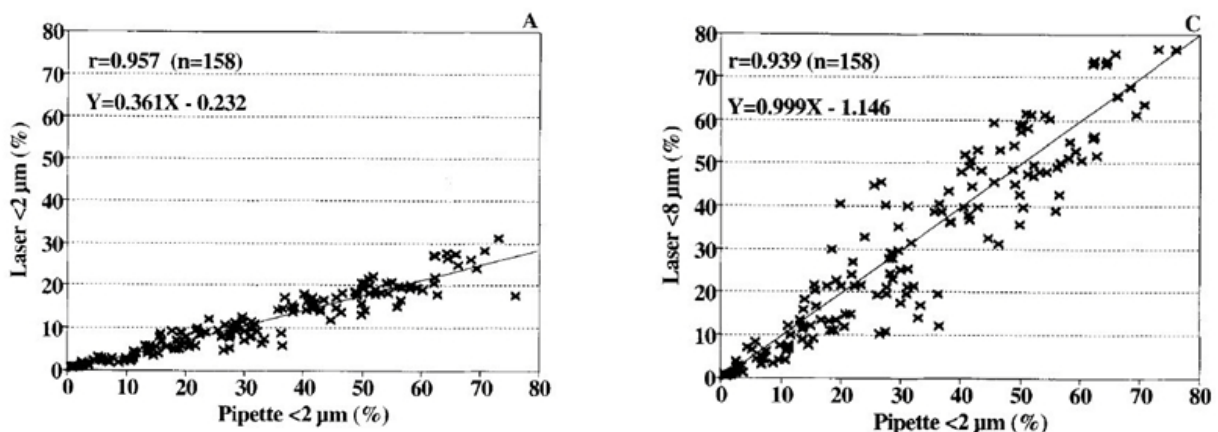 A
r=0.957 (n=158)
Y=0.361X - 0.232
Laser <2 µm (%)
80
70
60
50
40
30
20
10
0
0 10 20 30 40 50 60 70 80
Pipette <2 µm (%)
C
r=0.939 (n=158)
Y=0.999X - 1.146
Laser <8 µm (%)
80
70
60
50
40
30
20
10
0
0 10 20 30 40 50 60 70 80
Pipette <2 µm (%)